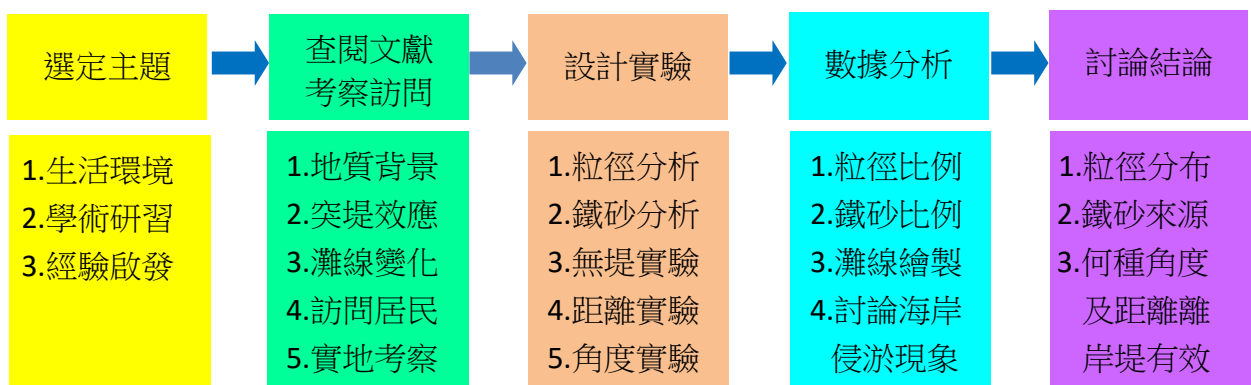 選定主題
查閱文獻
考察訪問
設計實驗
數據分析
討論結論
1.生活環境
2.學術研習
3.經驗啟發
1.地質背景
2.突堤效應
3.灘線變化
4.訪問居民
5.實地考察
1.粒徑分析
2.鐵砂分析
3.無堤實驗
4.距離實驗
5.角度實驗
1.粒徑比例
2.鐵砂比例
3.灘線繪製
4.討論海岸
侵淤現象
1.粒徑分布
2.鐵砂來源
3.何種角度
及距離離
岸堤有效